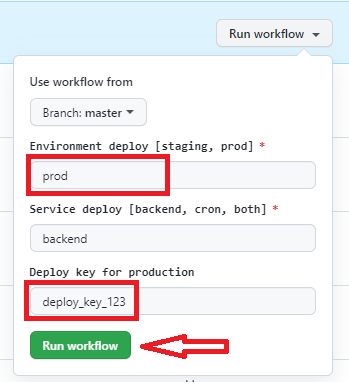 Run workflow
Use workflow from
Branch: master
Environment deploy [staging, prod] *
prod
Service deploy [backend, cron, both] *
backend
Deploy key for production
deploy_key_123
Run workflow